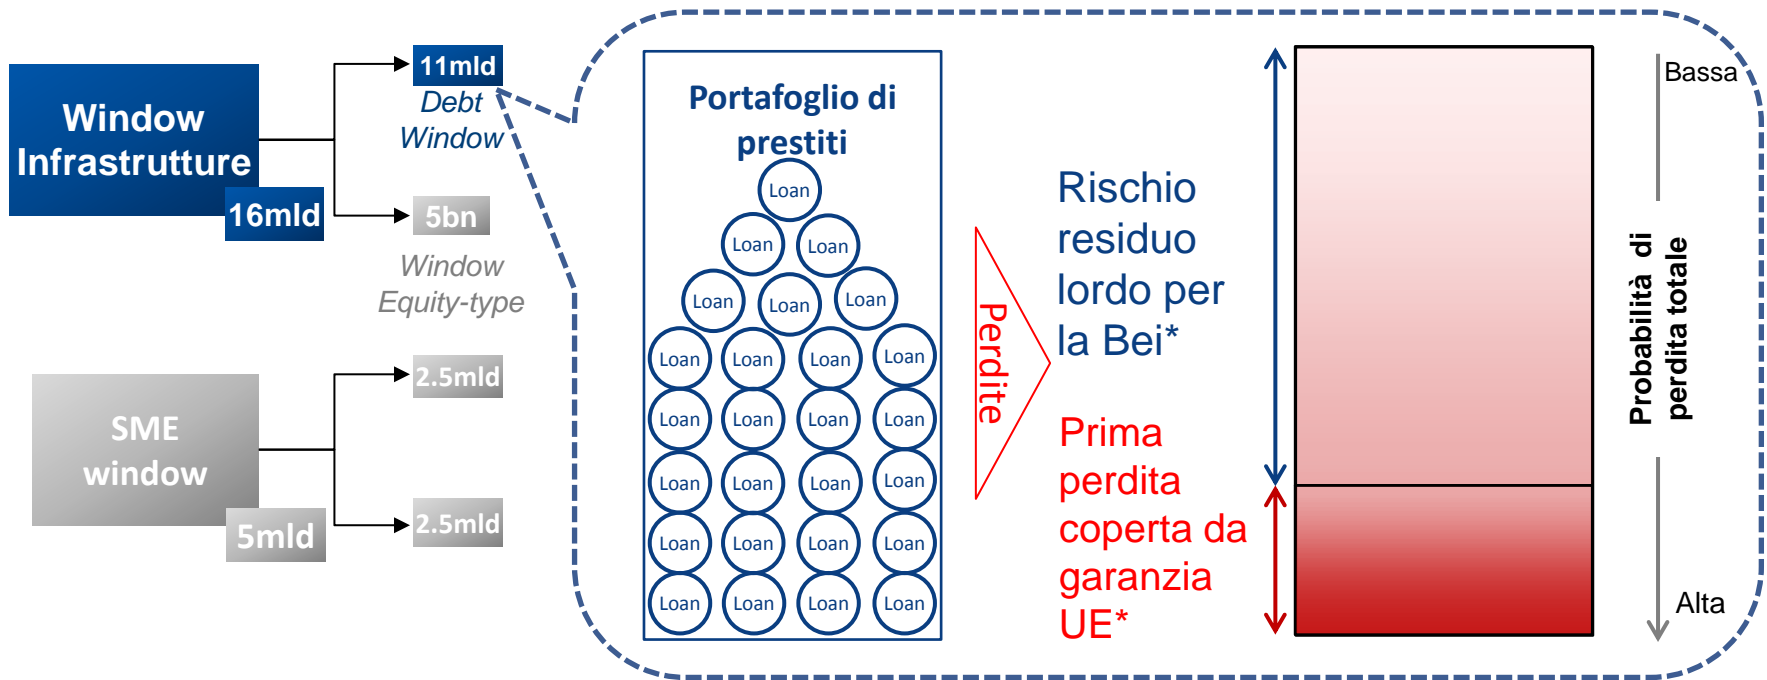 Window
Infrastrutture
16mld
11mld
Debt
Window
5bn
Window
Equity-type
SME
window
5mld
2.5mld
2.5mld
Portafoglio di
prestiti
Loan
Loan Loan
Loan Loan Loan
Loan Loan Loan Loan
Loan Loan Loan Loan
Loan Loan Loan Loan
Loan Loan Loan Loan
Loan Loan Loan Loan
Perdite
Rischio
residuo
lordo per
la Bei*
Prima
perdita
coperta da
garanzia
UE*
Bassa
Probabilità di
perdita totale
Alta